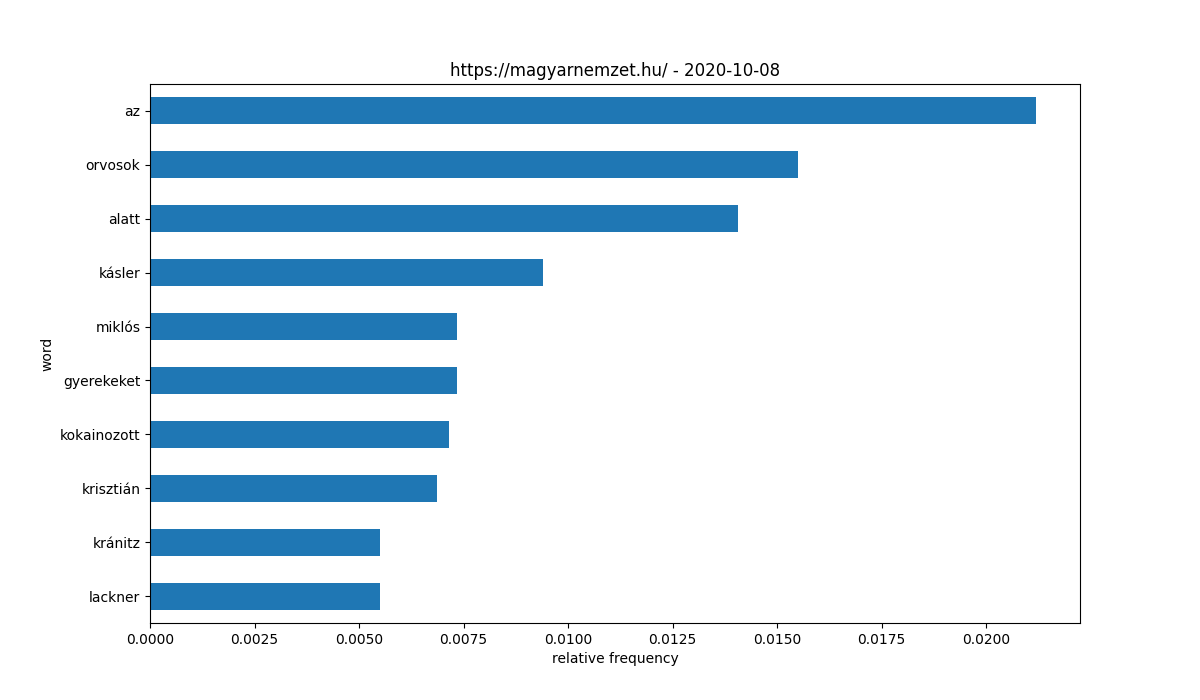 https://magyarnemzet.hu/ - 2020-10-08
word
az
orvosok
alatt
kásler
miklós
gyerekeket
kokainozott
krisztián
kránitz
lackner
0.0000 0.0025 0.0050 0.0075 0.0100 0.0125 0.0150 0.0175 0.0200
relative frequency